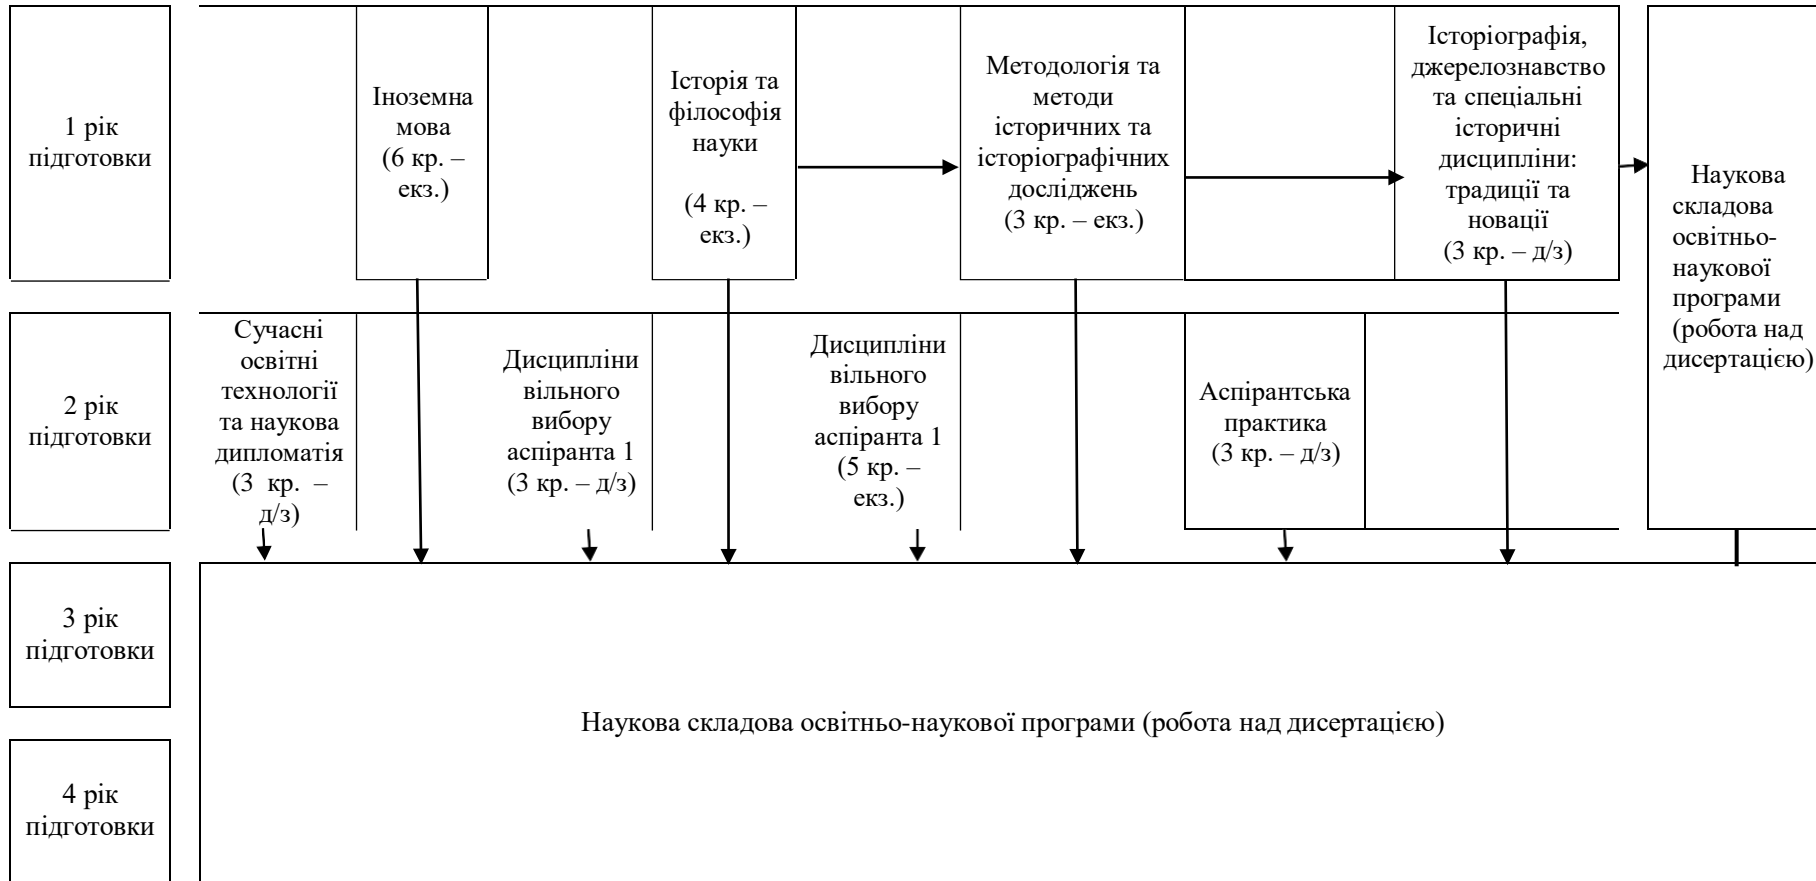 1 рік
підготовки
Іноземна
мова
(6 кр. –
екз.)
Історія та
філософія
науки
(4 кр. –
екз.)
Методологія та
методи
історичних та
історіографічних
досліджень
(3 кр. – екз.)
Історіографія,
джерелознавство
та спеціальні
історичні
дисципліни:
традиції та
новації
(3 кр. – д/з)
Наукова
складова
освітньо-
наукової
програми
(робота над
дисертацією)
2 рік
підготовки
Сучасні
освітні
технології
та наукова
дипломатія
(3 кр. –
д/з)
Дисципліни
вільного
вибору
аспіранта 1
(3 кр. – д/з)
Дисципліни
вільного
вибору
аспіранта 1
(5 кр. –
екз.)
Аспірантська
практика
(3 кр. – д/з)
3 рік
підготовки
Наукова складова освітньо-наукової програми (робота над дисертацією)
4 рік
підготовки